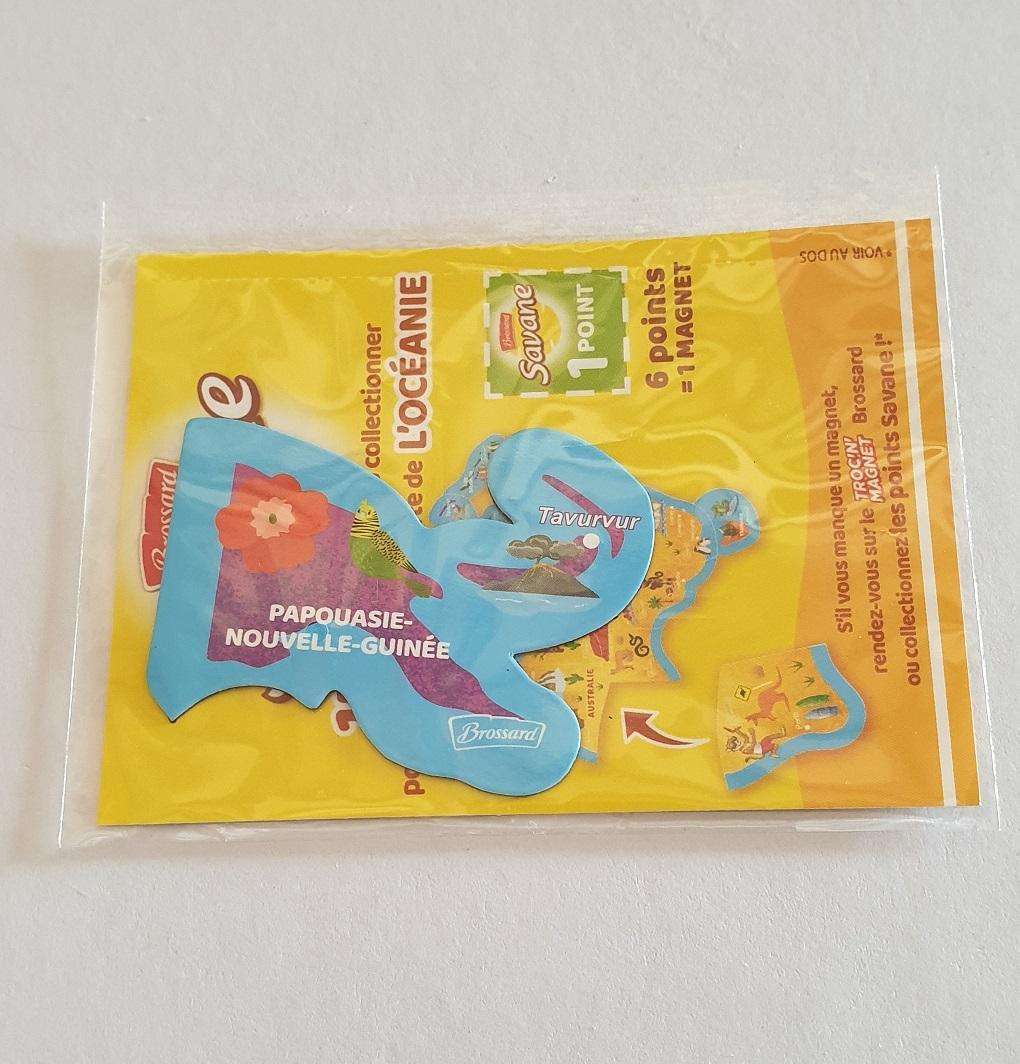 Brossard
collectionner
te de L'OCÉANIE
Brossard
Savane
1 POINT
6 points
= 1 MAGNET
PAPOUASIE-
NOUVELLE-GUINÉE
Tavurvur
Brossard
AUSTRALIE
S'il vous manque un magnet,
rendez-vous sur le TROC'N' MAGNET Brossard
ou collectionnez les points Savane !*
* VOIR AU DOS